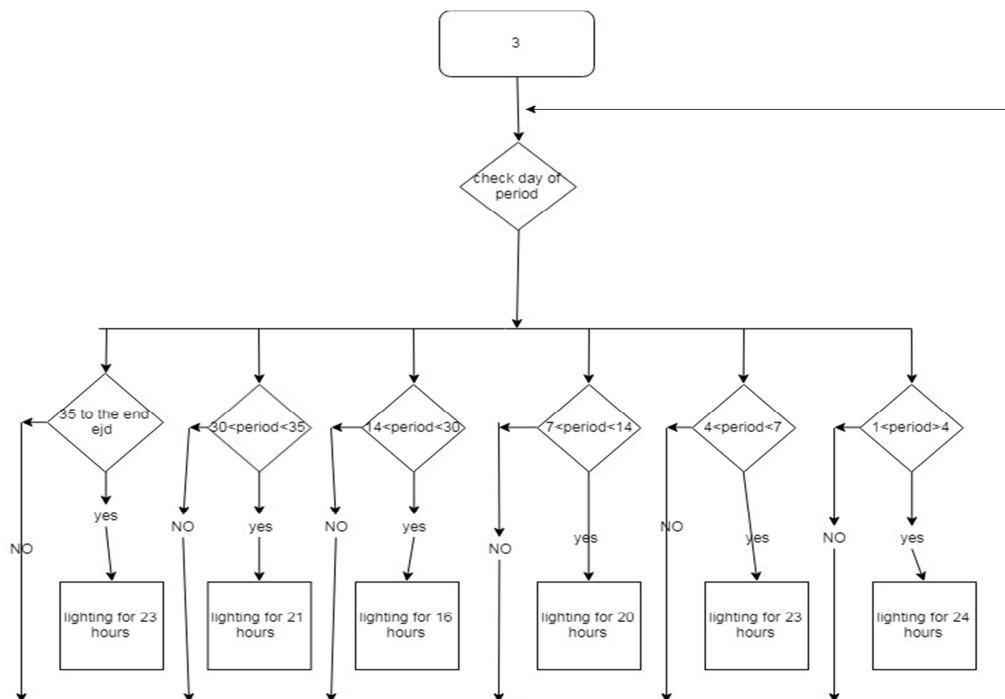 3
check day of
period
35 to the end
ejd
30<period<35
14<period<30
7<period<14
4<period<7
1<period>4
NO
yes
NO
yes
NO
yes
NO
yes
NO
yes
NO
yes
lighting for 23
hours
lighting for 21
hours
lighting for 16
hours
lighting for 20
hours
lighting for 23
hours
lighting for 24
hours